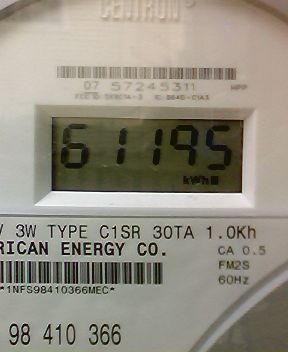 CENTRON®
07 57245311 MPP
61195
kWh
V 3W TYPE C1SR 30TA 1.0Kh
RICAN ENERGY CO.
CA 0.5
FM2S
60Hz
*1NFS98410366MEC*
98 410 366